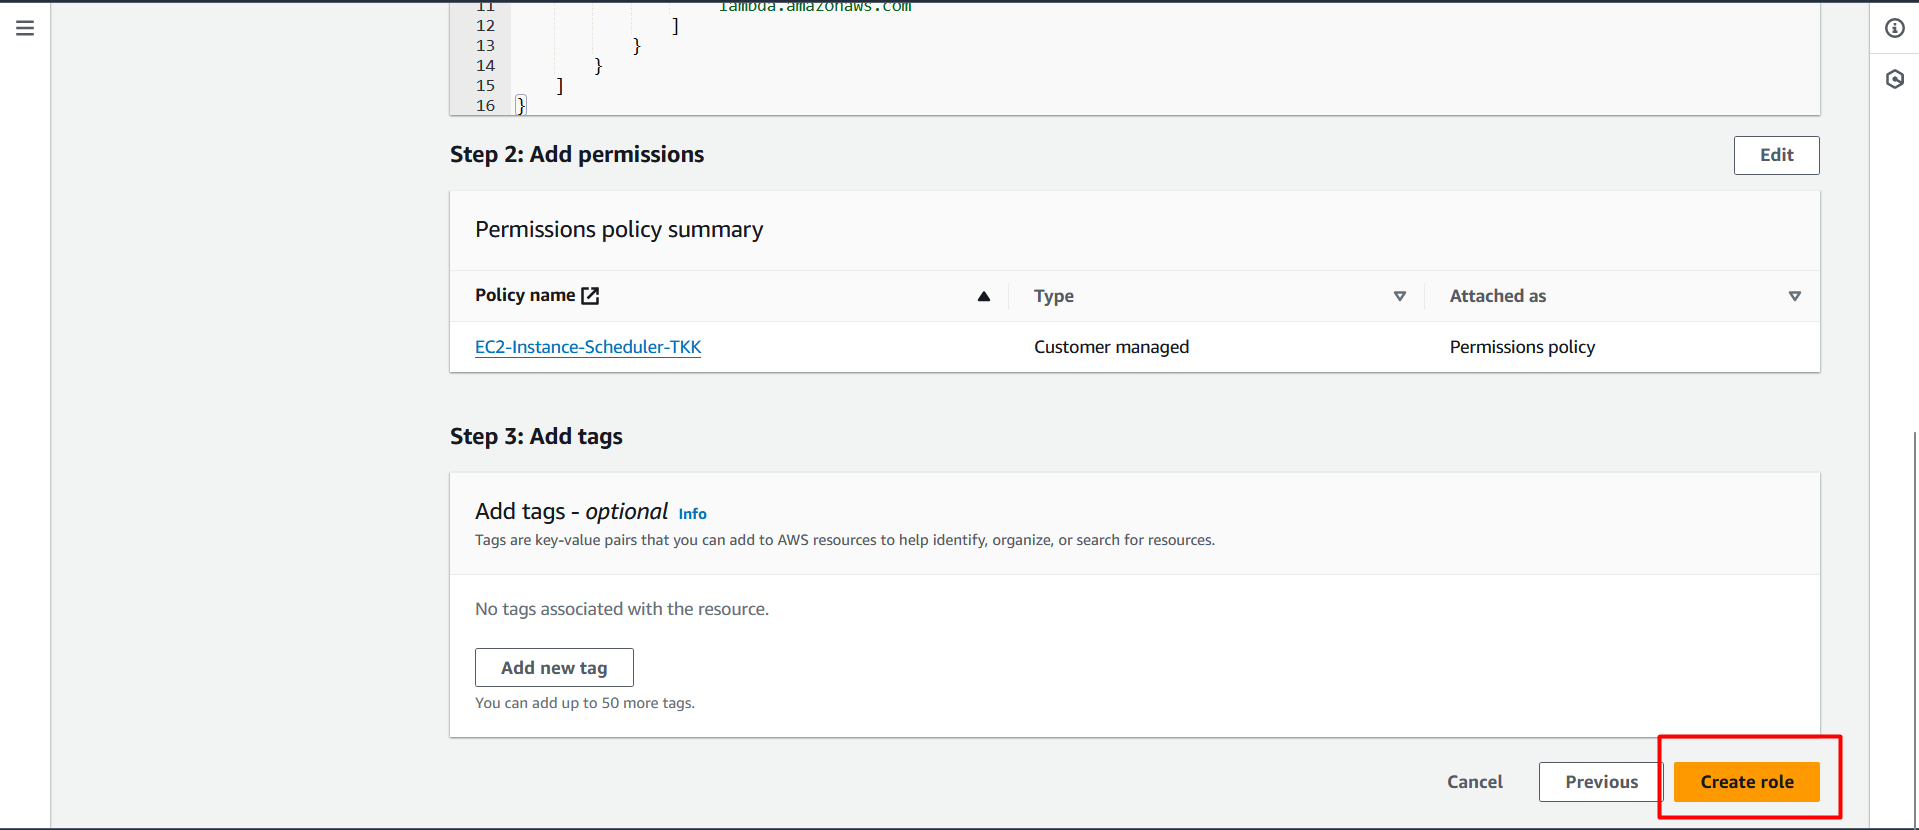 11 lambda.amazonaws.com
12 ]
13 }
14 }
15 ]
16 }
Step 2: Add permissions
Edit
Permissions policy summary
Policy name Type Attached as
EC2-Instance-Scheduler-TKK Customer managed Permissions policy
Step 3: Add tags
Add tags - optional Info
Tags are key-value pairs that you can add to AWS resources to help identify, organize, or search for resources.
No tags associated with the resource.
Add new tag
You can add up to 50 more tags.
Cancel Previous Create role